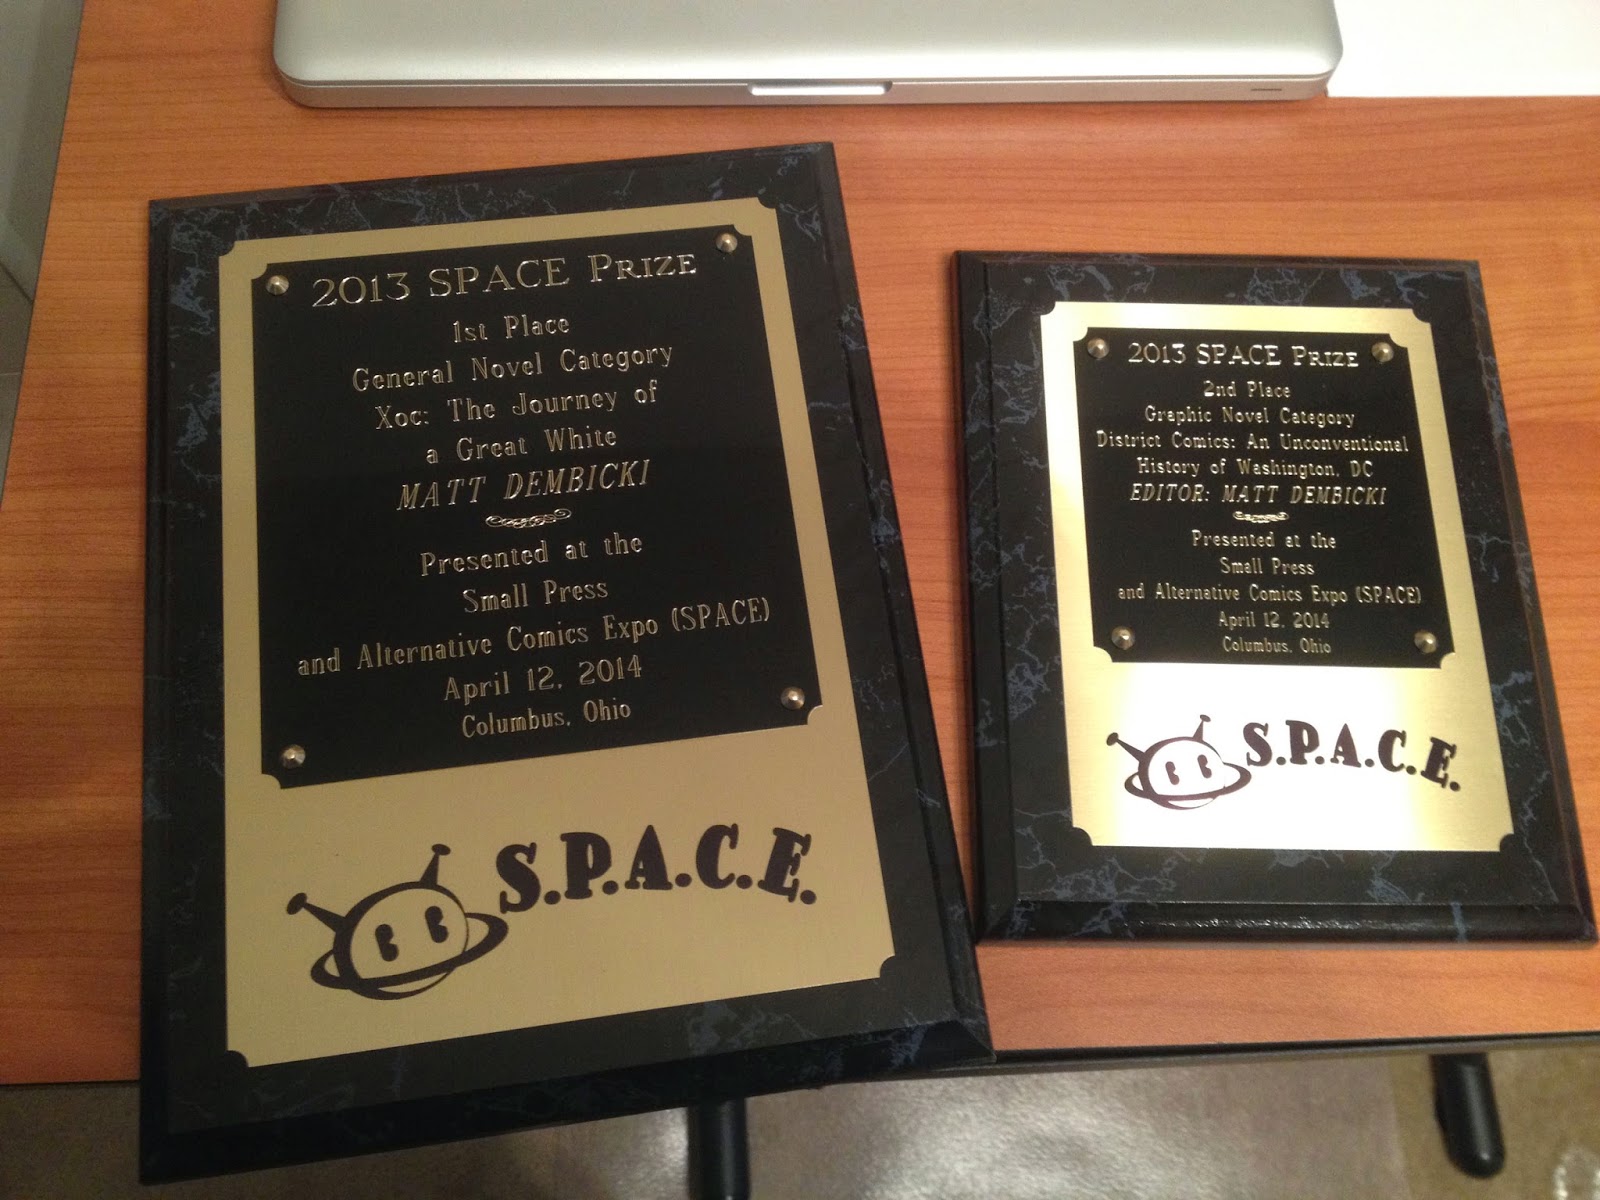 2013 SPACE PRIZE
1st Place
General Novel Category
Xoc: The Journey of
a Great White
MATT DEMBICKI
Presented at the
Small Press
and Alternative Comics Expo (SPACE)
April 12, 2014
Columbus, Ohio
S.P.A.C.E.
2013 SPACE PRIZE
2nd Place
Graphic Novel Category
District Comics: An Unconventional
History of Washington, DC
EDITOR: MATT DEMBICKI
Presented at the
Small Press
and Alternative Comics Expo (SPACE)
April 12, 2014
Columbus, Ohio
S.P.A.C.E.